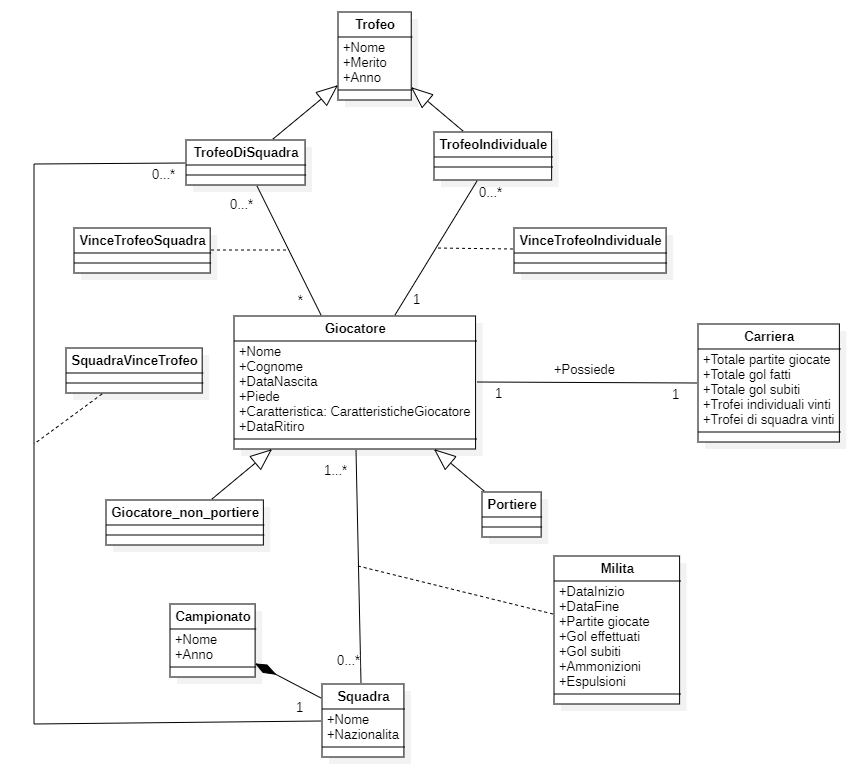 Trofeo
+Nome
+Merito
+Anno
TrofeoDiSquadra
TrofeoIndividuale
0...*
0...*
0...*
VinceTrofeoSquadra
VinceTrofeoIndividuale
*
1
Giocatore
+Nome
+Cognome
+DataNascita
+Piede
+Caratteristica: CaratteristicheGiocatore
+DataRitiro
SquadraVinceTrofeo
+Possiede
1
1
Carriera
+Totale partite giocate
+Totale gol fatti
+Totale gol subiti
+Trofei individuali vinti
+Trofei di squadra vinti
1...*
Giocatore_non_portiere
Portiere
Milita
+DataInizio
+DataFine
+Partite giocate
+Gol effettuati
+Gol subiti
+Ammonizioni
+Espulsioni
Campionato
+Nome
+Anno
0...*
1
Squadra
+Nome
+Nazionalita